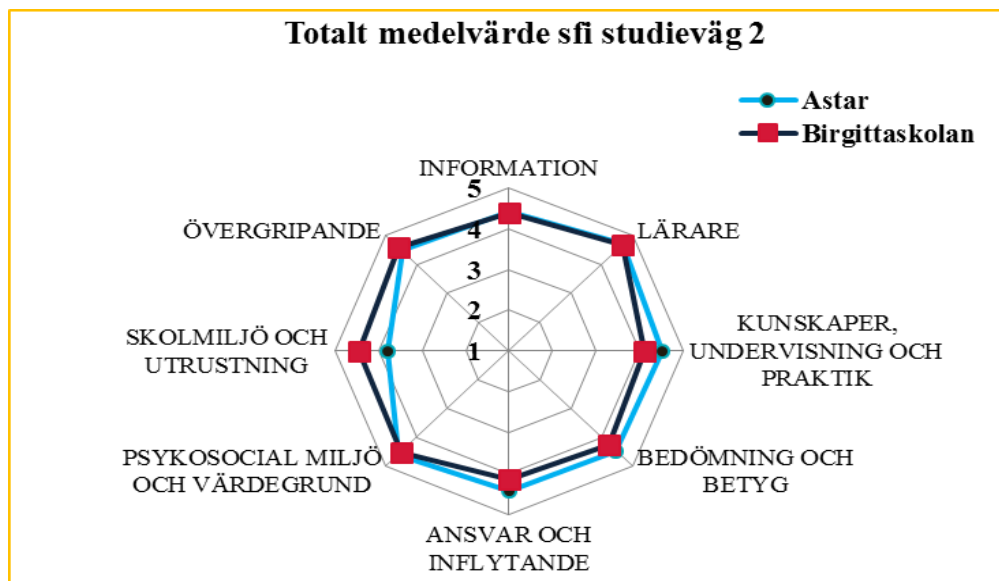 Totalt medelvärde sfi studieväg 2
Astar
Birgittaskolan
INFORMATION
5
4
3
2
1
LÄRARE
KUNSKAPER,
UNDERVISNING OCH
PRAKTIK
BEDÖMNING OCH
BETYG
ANSVAR OCH
INFLYTANDE
PSYKOSOCIAL MILJÖ
OCH VÄRDEGRUND
SKOLMILJÖ OCH
UTRUSTNING
ÖVERGRIPANDE